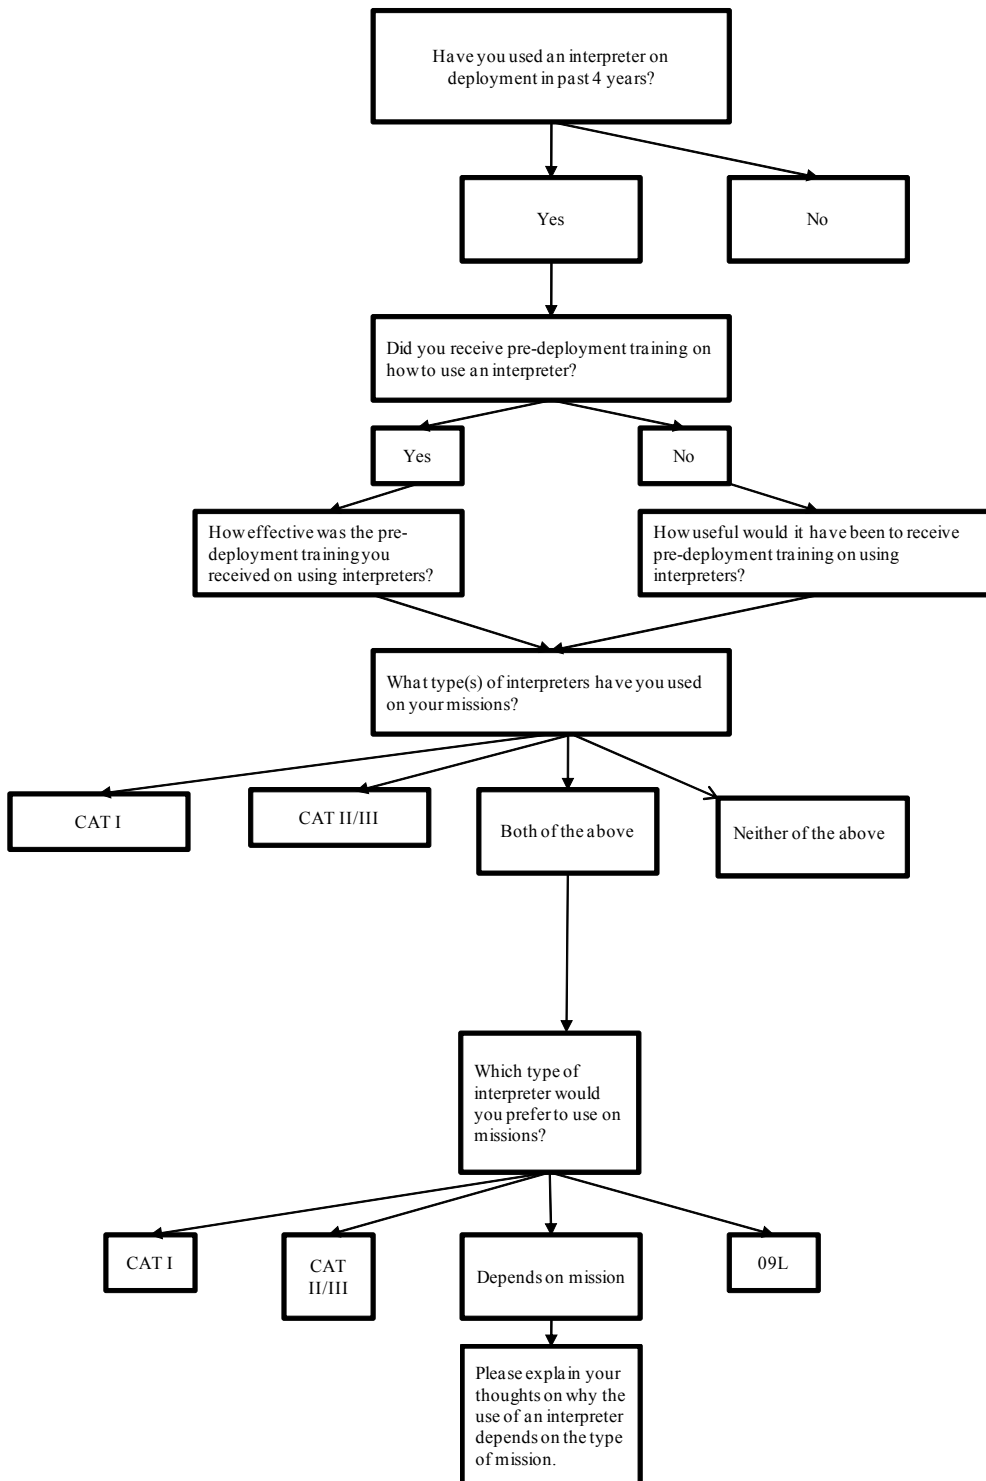 Have you used an interpreter on
deployment in past 4 years?
Yes
No
Did you receive pre-deployment training on
how to use an interpreter?
Yes
No
How effective was the pre-
deployment training you
received on using interpreters?
How useful would it have been to receive
pre-deployment training on using
interpreters?
What type(s) of interpreters have you used
on your missions?
CAT I
CAT II/III
Both of the above
Neither of the above
Which type of
interpreter would
you prefer to use on
missions?
CAT I
CAT
II/III
Depends on mission
09L
Please explain your
thoughts on why the
use of an interpreter
depends on the type
of mission.